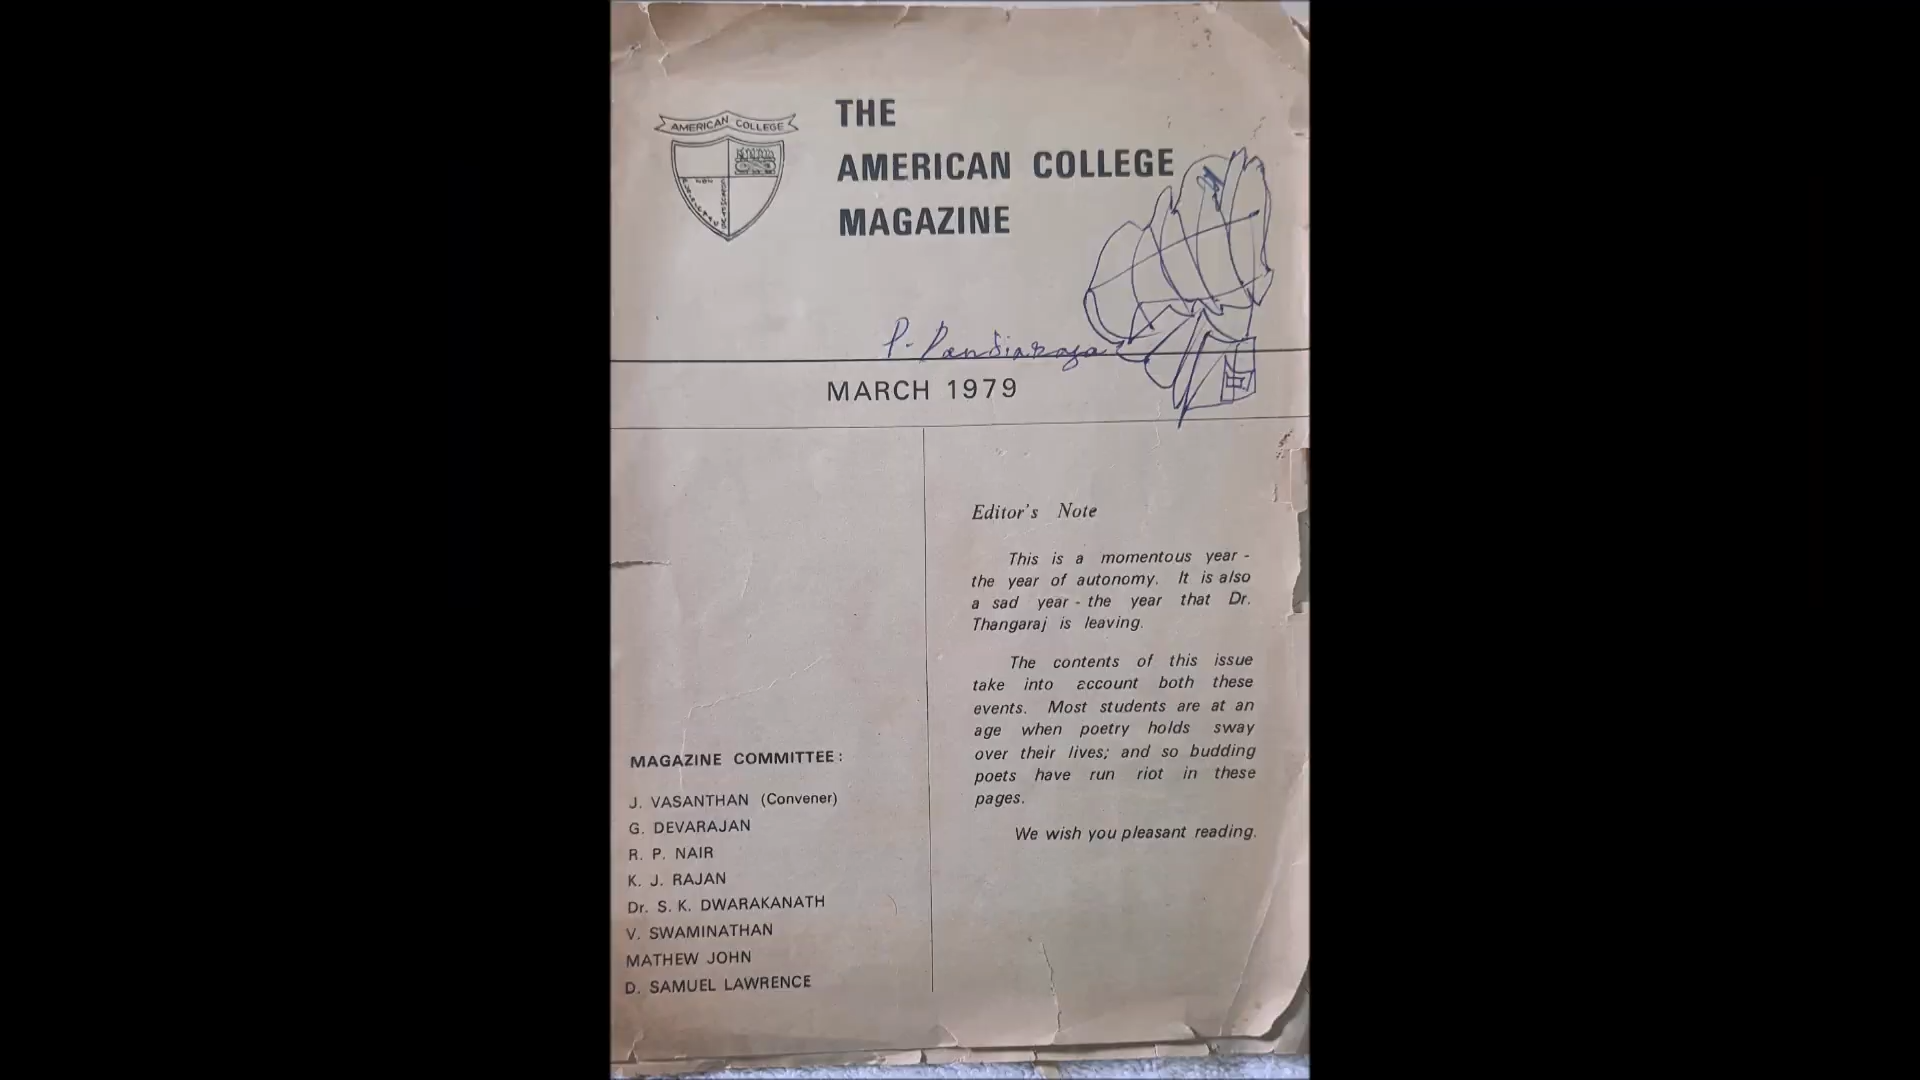 AMERICAN COLLEGE
THE
AMERICAN COLLEGE
MAGAZINE
P. Pandiaraja
MARCH 1979
MAGAZINE COMMITTEE:
J. VASANTHAN (Convener)
G. DEVARAJAN
R. P. NAIR
K. J. RAJAN
Dr. S. K. DWARAKANATH
V. SWAMINATHAN
MATHEW JOHN
D. SAMUEL LAWRENCE
Editor's Note
This is a momentous year -
the year of autonomy. It is also
a sad year - the year that Dr.
Thangaraj is leaving.
The contents of this issue
take into account both these
events. Most students are at an
age when poetry holds sway
over their lives; and so budding
poets have run riot in these
pages.
We wish you pleasant reading.